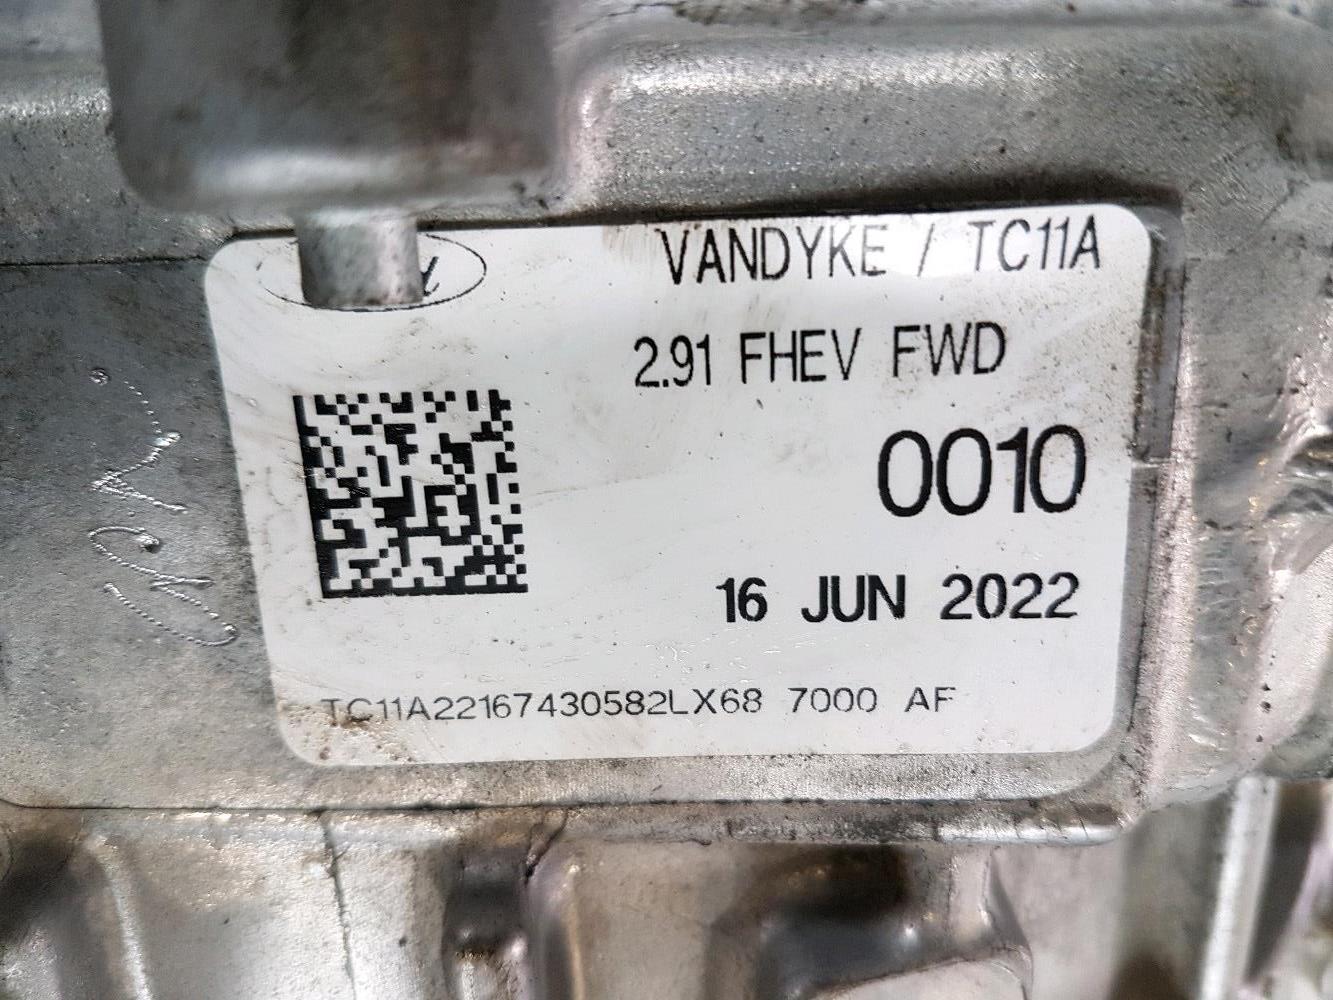 VANDYKE / TC11A
2.91 FHEV FWD
0010
16 JUN 2022
TC11A22167430582LX68 7000 AF